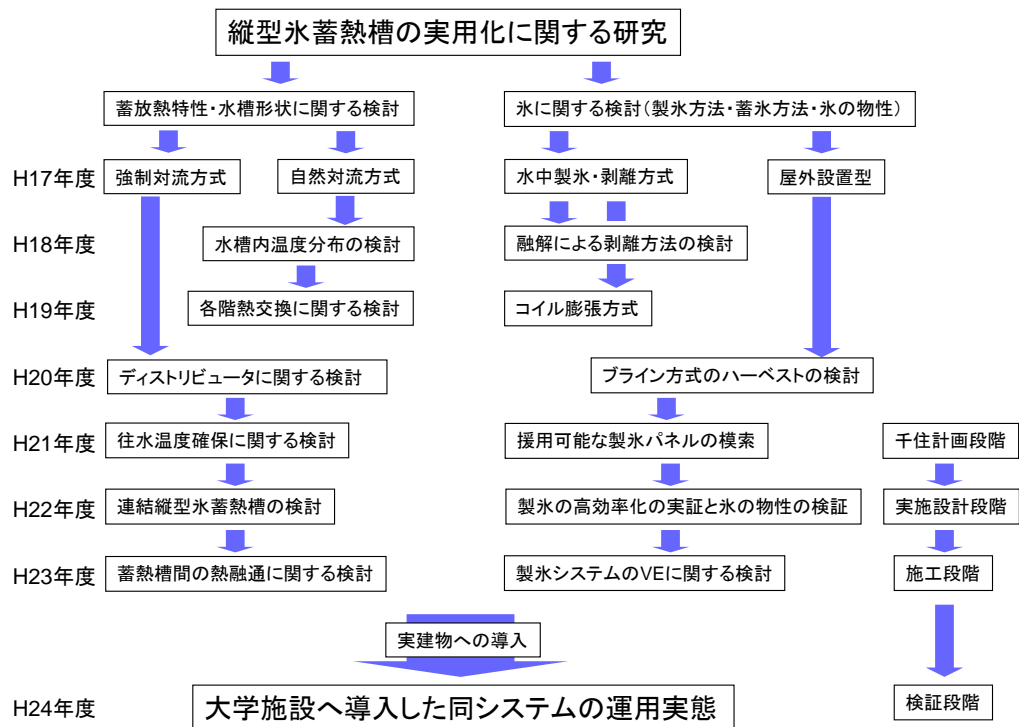 縦型氷蓄熱槽の実用化に関する研究
蓄放熱特性・水槽形状に関する検討
氷に関する検討(製氷方法・蓄氷方法・氷の物性)
H17年度
強制対流方式
自然対流方式
水中製氷・剥離方式
屋外設置型
H18年度
水槽内温度分布の検討
融解による剥離方法の検討
H19年度
各階熱交換に関する検討
コイル膨張方式
H20年度
ディストリビュータに関する検討
ブライン方式のハーベストの検討
H21年度
往水温度確保に関する検討
援用可能な製氷パネルの模索
千住計画段階
H22年度
連結縦型氷蓄熱槽の検討
製氷の高効率化の実証と氷の物性の検証
実施設計段階
H23年度
蓄熱槽間の熱融通に関する検討
製氷システムのVEに関する検討
施工段階
実建物への導入
H24年度
大学施設へ導入した同システムの運用実態
検証段階